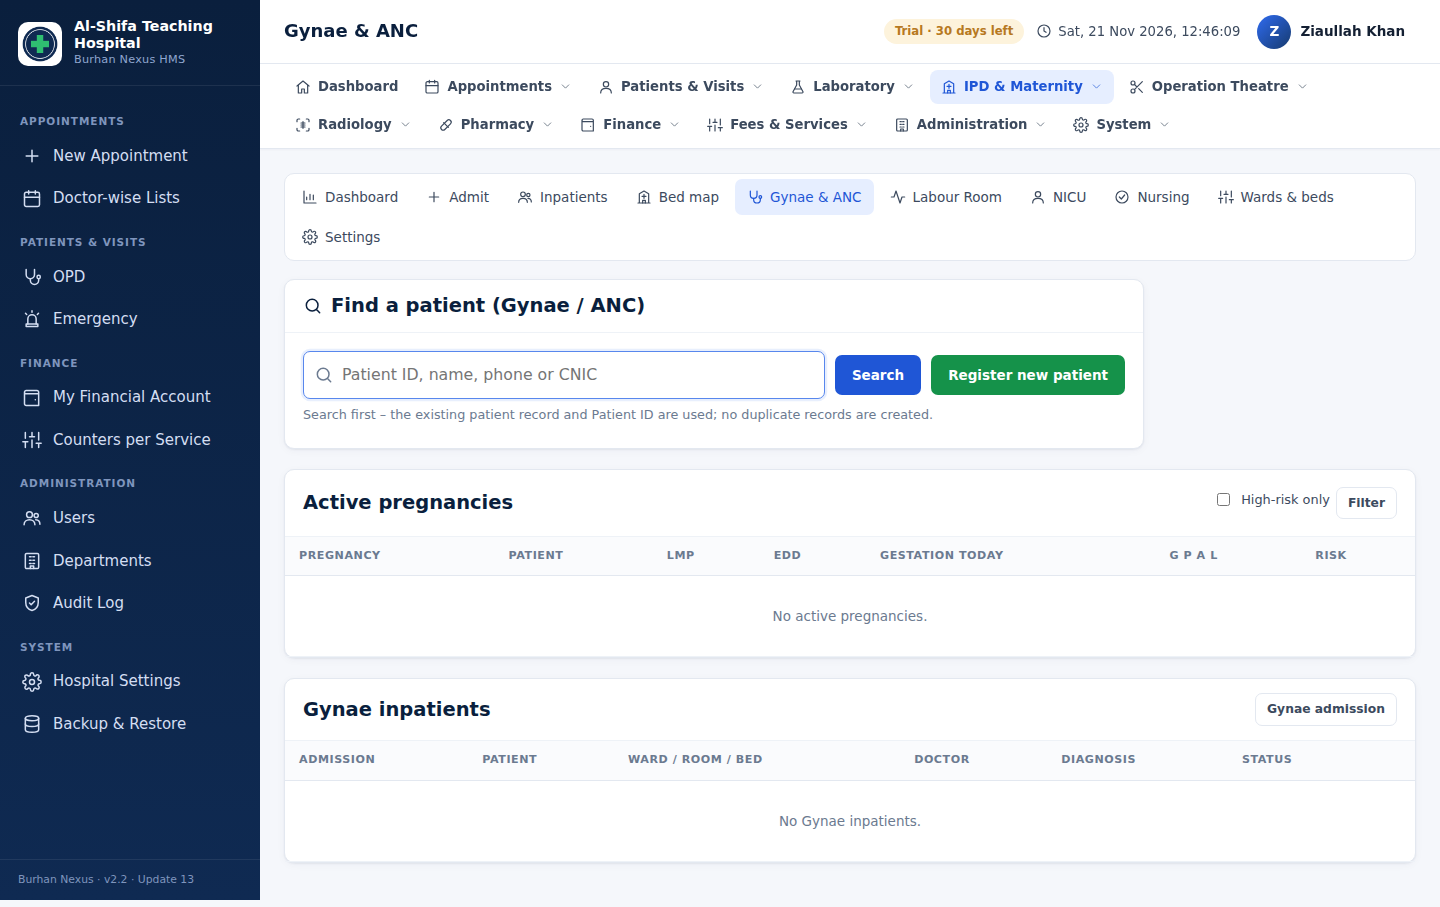 Al-Shifa Teaching
Hospital
Burhan Nexus HMS
APPOINTMENTS
New Appointment
Doctor-wise Lists
PATIENTS & VISITS
OPD
Emergency
FINANCE
My Financial Account
Counters per Service
ADMINISTRATION
Users
Departments
Audit Log
SYSTEM
Hospital Settings
Backup & Restore
Burhan Nexus · v2.2 · Update 13
Gynae & ANC
Trial · 30 days left
Sat, 21 Nov 2026, 12:46:09
Z
Ziaullah Khan
Dashboard
Appointments
Patients & Visits
Laboratory
IPD & Maternity
Operation Theatre
Radiology
Pharmacy
Finance
Fees & Services
Administration
System
Dashboard
Admit
Inpatients
Bed map
Gynae & ANC
Labour Room
NICU
Nursing
Wards & beds
Settings
Find a patient (Gynae / ANC)
Patient ID, name, phone or CNIC
Search
Register new patient
Search first – the existing patient record and Patient ID are used; no duplicate records are created.
Active pregnancies
High-risk only
Filter
PREGNANCY PATIENT LMP EDD GESTATION TODAY G P A L RISK
No active pregnancies.
Gynae inpatients
Gynae admission
ADMISSION PATIENT WARD / ROOM / BED DOCTOR DIAGNOSIS STATUS
No Gynae inpatients.